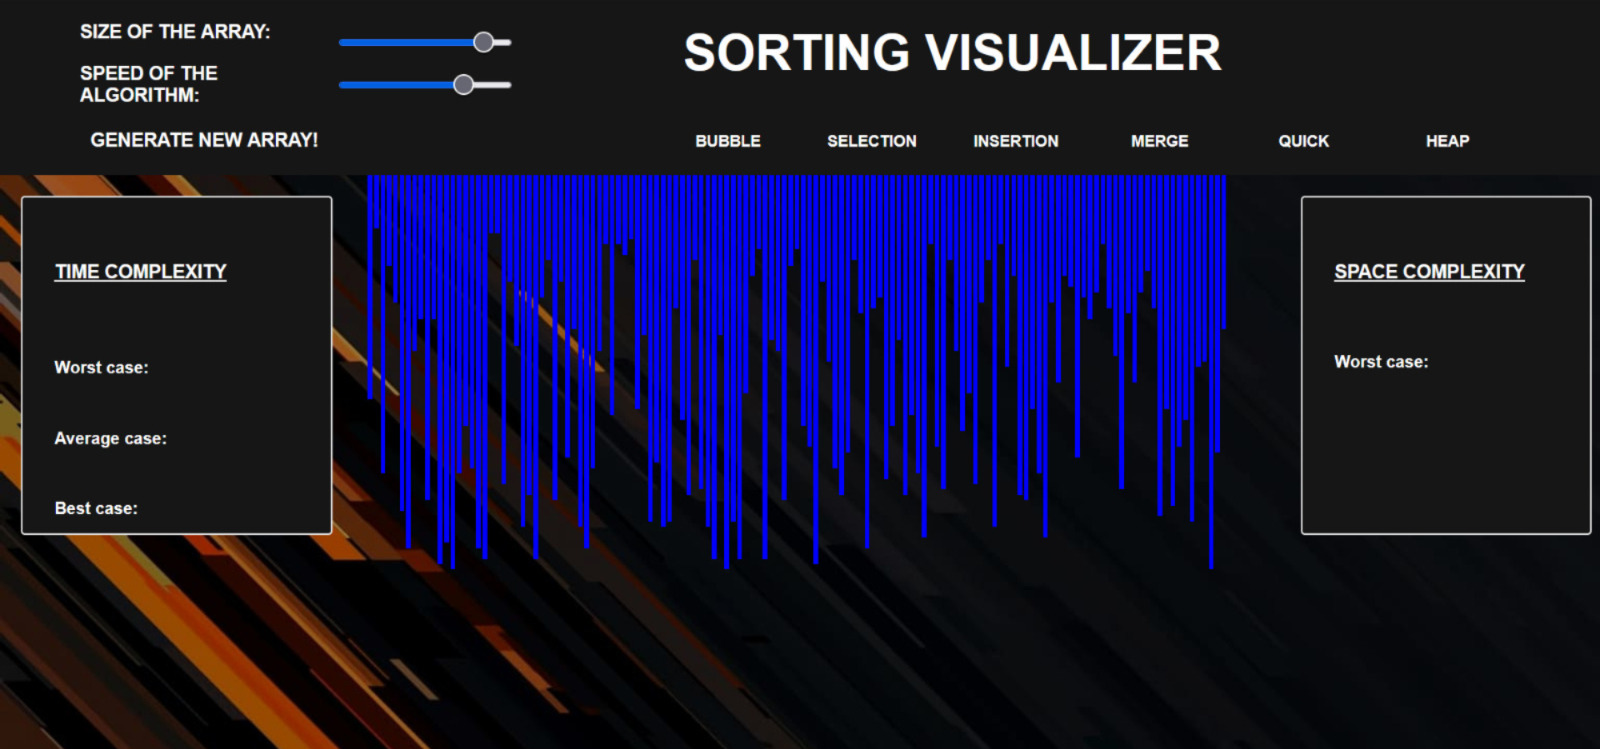 SIZE OF THE ARRAY:
SPEED OF THE
ALGORITHM:
GENERATE NEW ARRAY!
SORTING VISUALIZER
BUBBLE
SELECTION
INSERTION
MERGE
QUICK
HEAP
TIME COMPLEXITY
Worst case:
Average case:
Best case:
SPACE COMPLEXITY
Worst case: